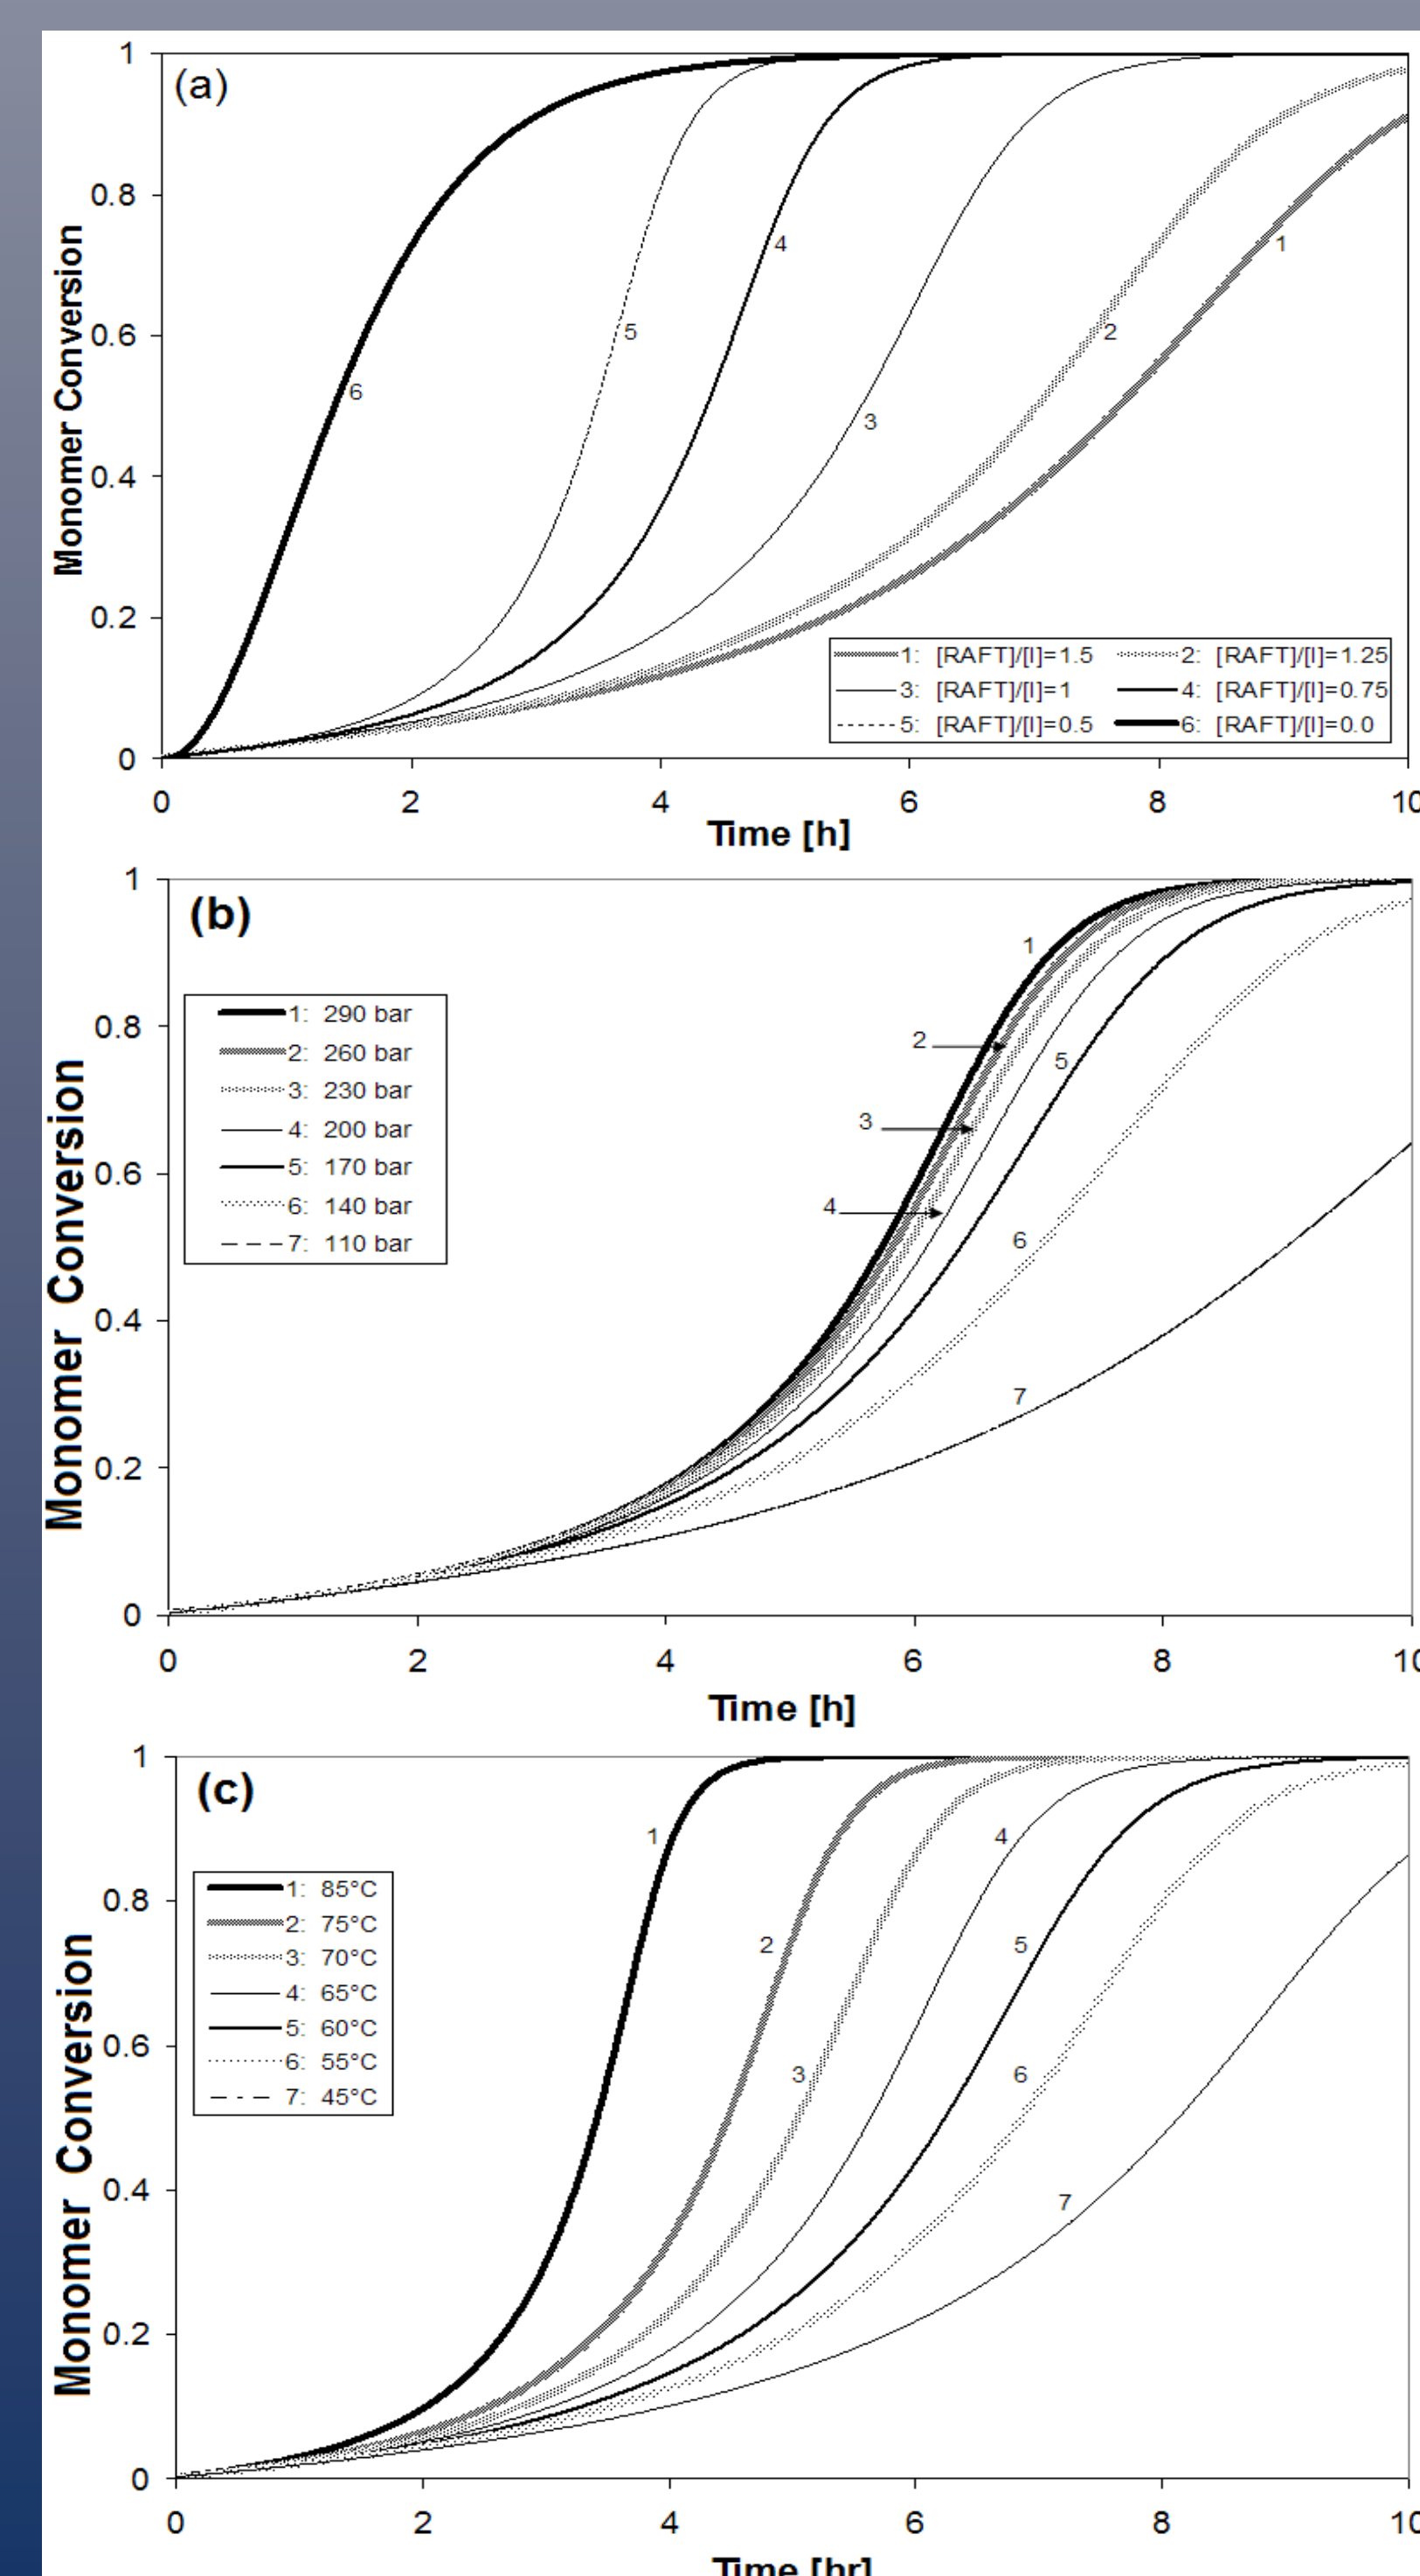 (a)
Monomer Conversion
1
0.8
0.6
0.4
0.2
0
6
5
4
3
2
1
1: [RAFT]/[I]=1.5 2: [RAFT]/[I]=1.25
3: [RAFT]/[I]=1 4: [RAFT]/[I]=0.75
5: [RAFT]/[I]=0.5 6: [RAFT]/[I]=0.0
0 2 4 6 8 10
Time [h]
(b)
Monomer Conversion
1
0.8
0.6
0.4
0.2
0
1: 290 bar
2: 260 bar
3: 230 bar
4: 200 bar
5: 170 bar
6: 140 bar
7: 110 bar
1
2
3
4
5
6
7
0 2 4 6 8 10
Time [h]
(c)
Monomer Conversion
1
0.8
0.6
0.4
0.2
0
1: 85°C
2: 75°C
3: 70°C
4: 65°C
5: 60°C
6: 55°C
7: 45°C
1
2
3
4
5
6
7
0 2 4 6 8 10
Time [hr]